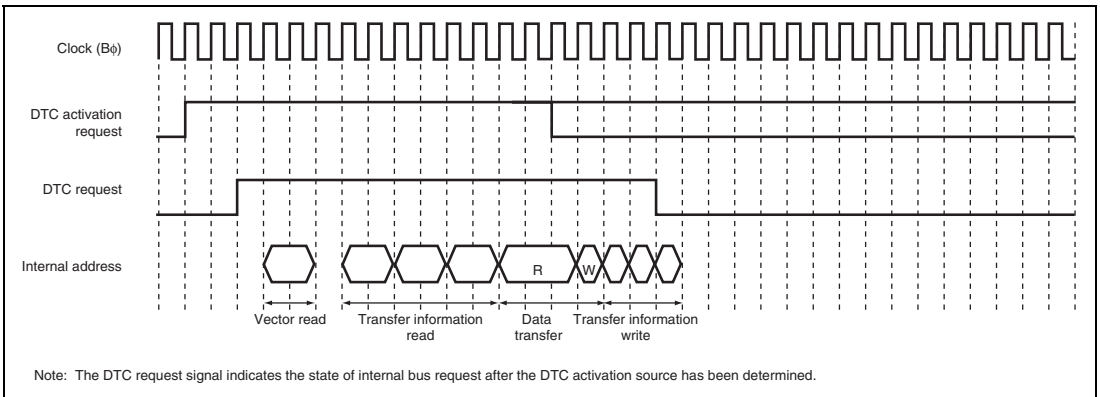 Clock (Bϕ)
DTC activation
request
DTC request
Internal address
R
W
Vector read
Transfer information
read
Data
transfer
Transfer information
write
Note: The DTC request signal indicates the state of internal bus request after the DTC activation source has been determined.